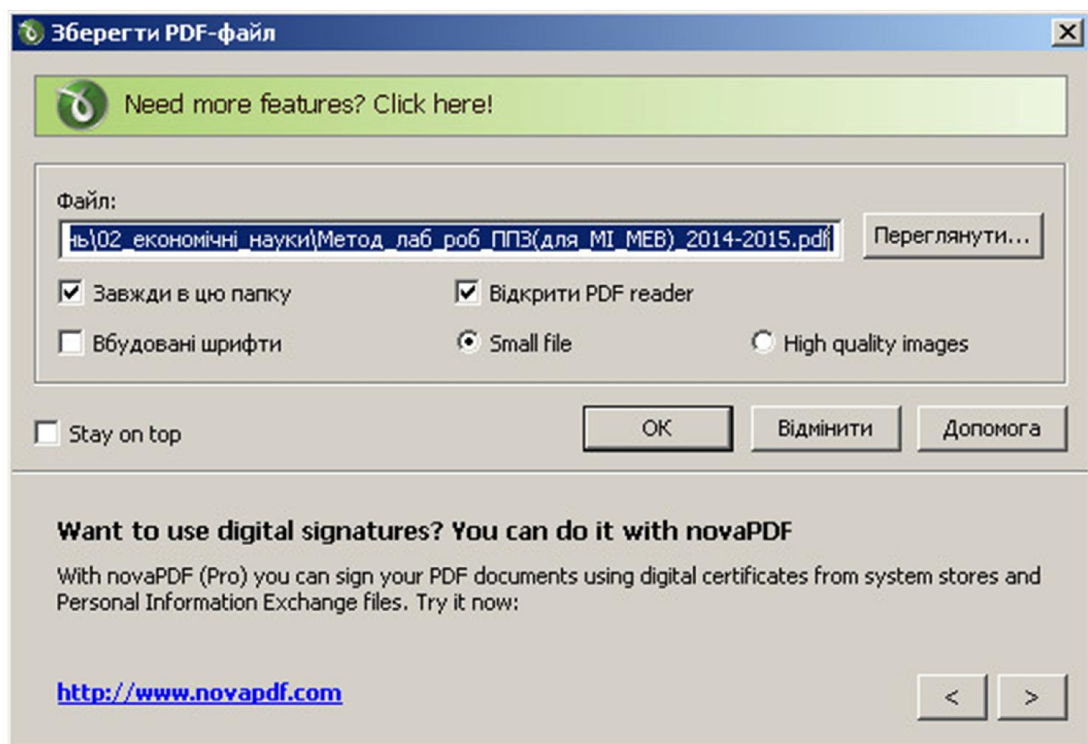 Зберегти PDF-файл
Need more features? Click here!
Файл:
нь\02_економічні_науки\Метод_лаб_роб_ППЗ(для_МІ_МЕВ)_2014-2015.pdf
Переглянути...
Завжди в цю папку
Відкрити PDF reader
Вбудовані шрифти
Small file
High quality images
Stay on top
OK
Відмінити
Допомога
Want to use digital signatures? You can do it with novaPDF
With novaPDF (Pro) you can sign your PDF documents using digital certificates from system stores and
Personal Information Exchange files. Try it now:
http://www.novapdf.com
<
>